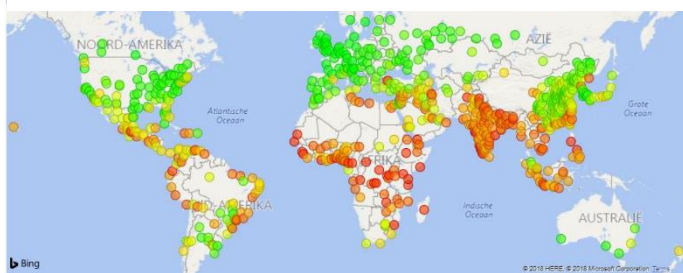 NOORD-AMERIKA
AZIË
Atlantische
Oceaan
Grote
Oceaan
AFRIKA
ZUID-AMERIKA
Indische
Oceaan
AUSTRALIË
Bing
© 2018 HERE, © 2018 Microsoft Corporation Terms